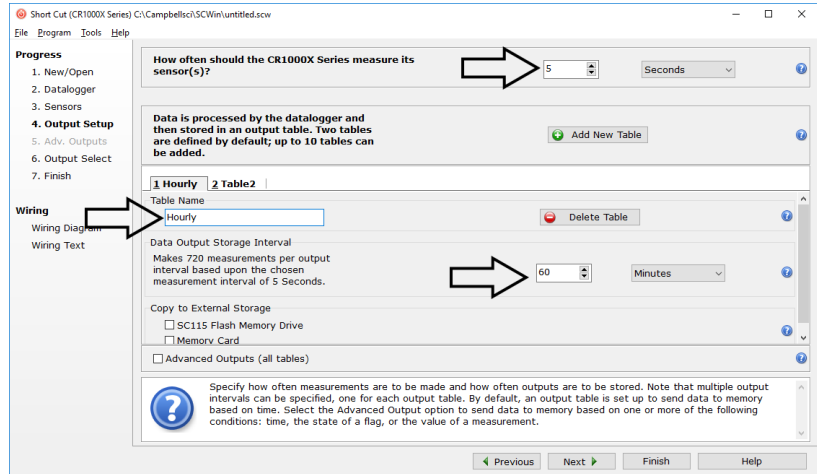 Short Cut (CR1000X Series) C:\Campbellsci\SCWin\untitled.scw
File Program Tools Help
Progress
1. New/Open
2. Datalogger
3. Sensors
4. Output Setup
5. Adv. Outputs
6. Output Select
7. Finish
Wiring
Wiring Diagram
Wiring Text
How often should the CR1000X Series measure its
sensor(s)?
5
Seconds
Data is processed by the datalogger and
then stored in an output table. Two tables
are defined by default; up to 10 tables can
be added.
Add New Table
1 Hourly 2 Table2
Table Name
Hourly
Delete Table
Data Output Storage Interval
Makes 720 measurements per output
interval based upon the chosen
measurement interval of 5 Seconds.
60
Minutes
Copy to External Storage
SC115 Flash Memory Drive
Memory Card
Advanced Outputs (all tables)
Specify how often measurements are to be made and how often outputs are to be stored. Note that multiple output
intervals can be specified, one for each output table. By default, an output table is set up to send data to memory
based on time. Select the Advanced Output option to send data to memory based on one or more of the following
conditions: time, the state of a flag, or the value of a measurement.
Previous Next Finish Help